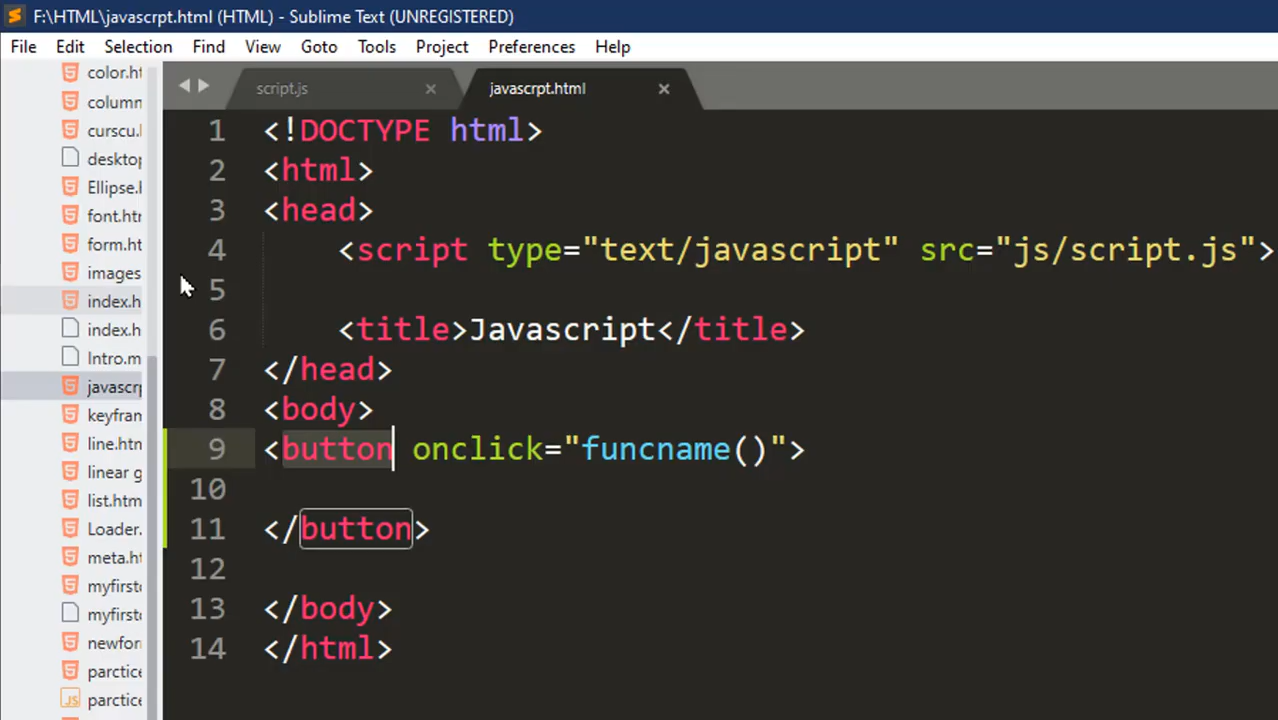 F:\HTML\javascrpt.html (HTML) - Sublime Text (UNREGISTERED)
File Edit Selection Find View Goto Tools Project Preferences Help
script.js × javascrpt.html ×
color.ht
column
curscu.l
desktop
Ellipse.h
font.htr
form.ht
images
index.h
index.h
Intro.m
javascrp
keyfran
line.htn
linear g
list.htm
Loader.
meta.ht
myfirst
myfirst
newforr
parctice
JS parctice
1 <!DOCTYPE html>
2 <html>
3 <head>
4 <script type="text/javascript" src="js/script.js">
5
6 <title>Javascript</title>
7 </head>
8 <body>
9 <button onclick="funcname()">
10
11 </button>
12
13 </body>
14 </html>